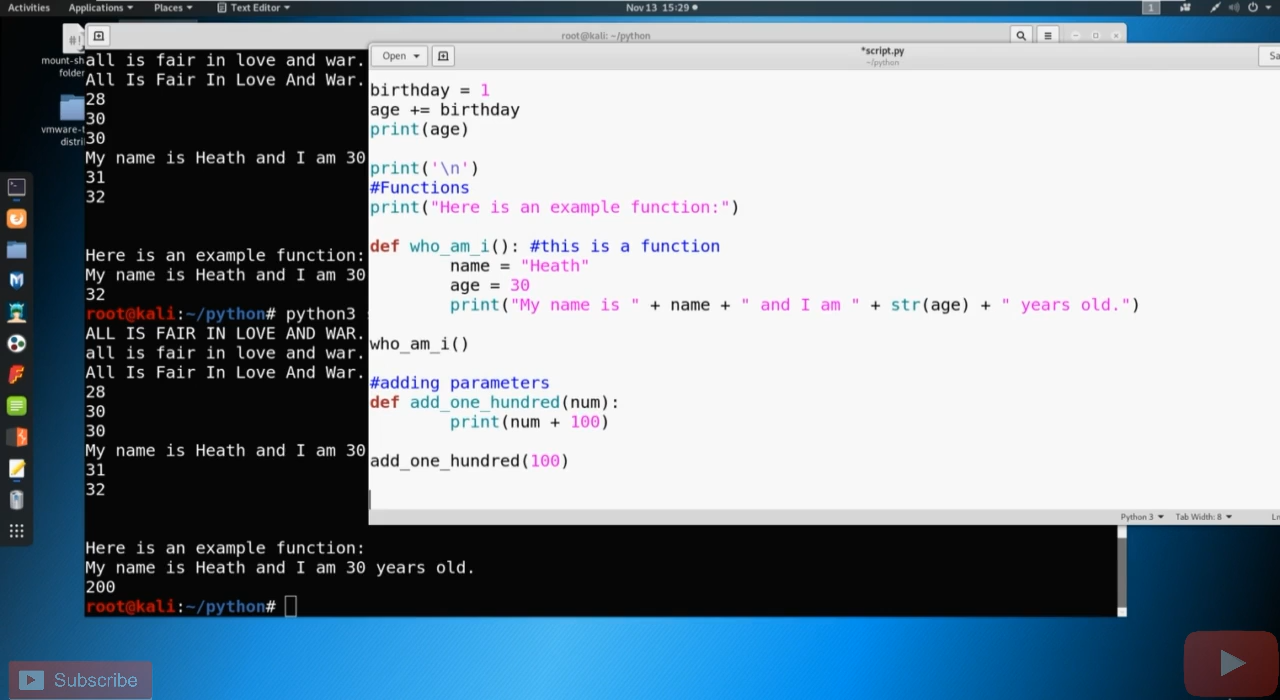 Activities Applications Places Text Editor Nov 13 15:29 1
root@kali: ~/python
mount-sh
folder
vmware-t
distri
all is fair in love and war.
All Is Fair In Love And War.
28
30
30
My name is Heath and I am 30
31
32
Here is an example function:
My name is Heath and I am 30
32
root@kali:~/python# python3
ALL IS FAIR IN LOVE AND WAR.
all is fair in love and war.
All Is Fair In Love And War.
28
30
30
My name is Heath and I am 30
31
32
Here is an example function:
My name is Heath and I am 30 years old.
200
root@kali:~/python#
Open *script.py Sa
~/python
birthday = 1
age += birthday
print(age)
print('\n')
#Functions
print("Here is an example function:")
def who_am_i(): #this is a function
name = "Heath"
age = 30
print("My name is " + name + " and I am " + str(age) + " years old.")
who_am_i()
#adding parameters
def add_one_hundred(num):
print(num + 100)
add_one_hundred(100)
Python 3 Tab Width: 8 Ln
Subscribe